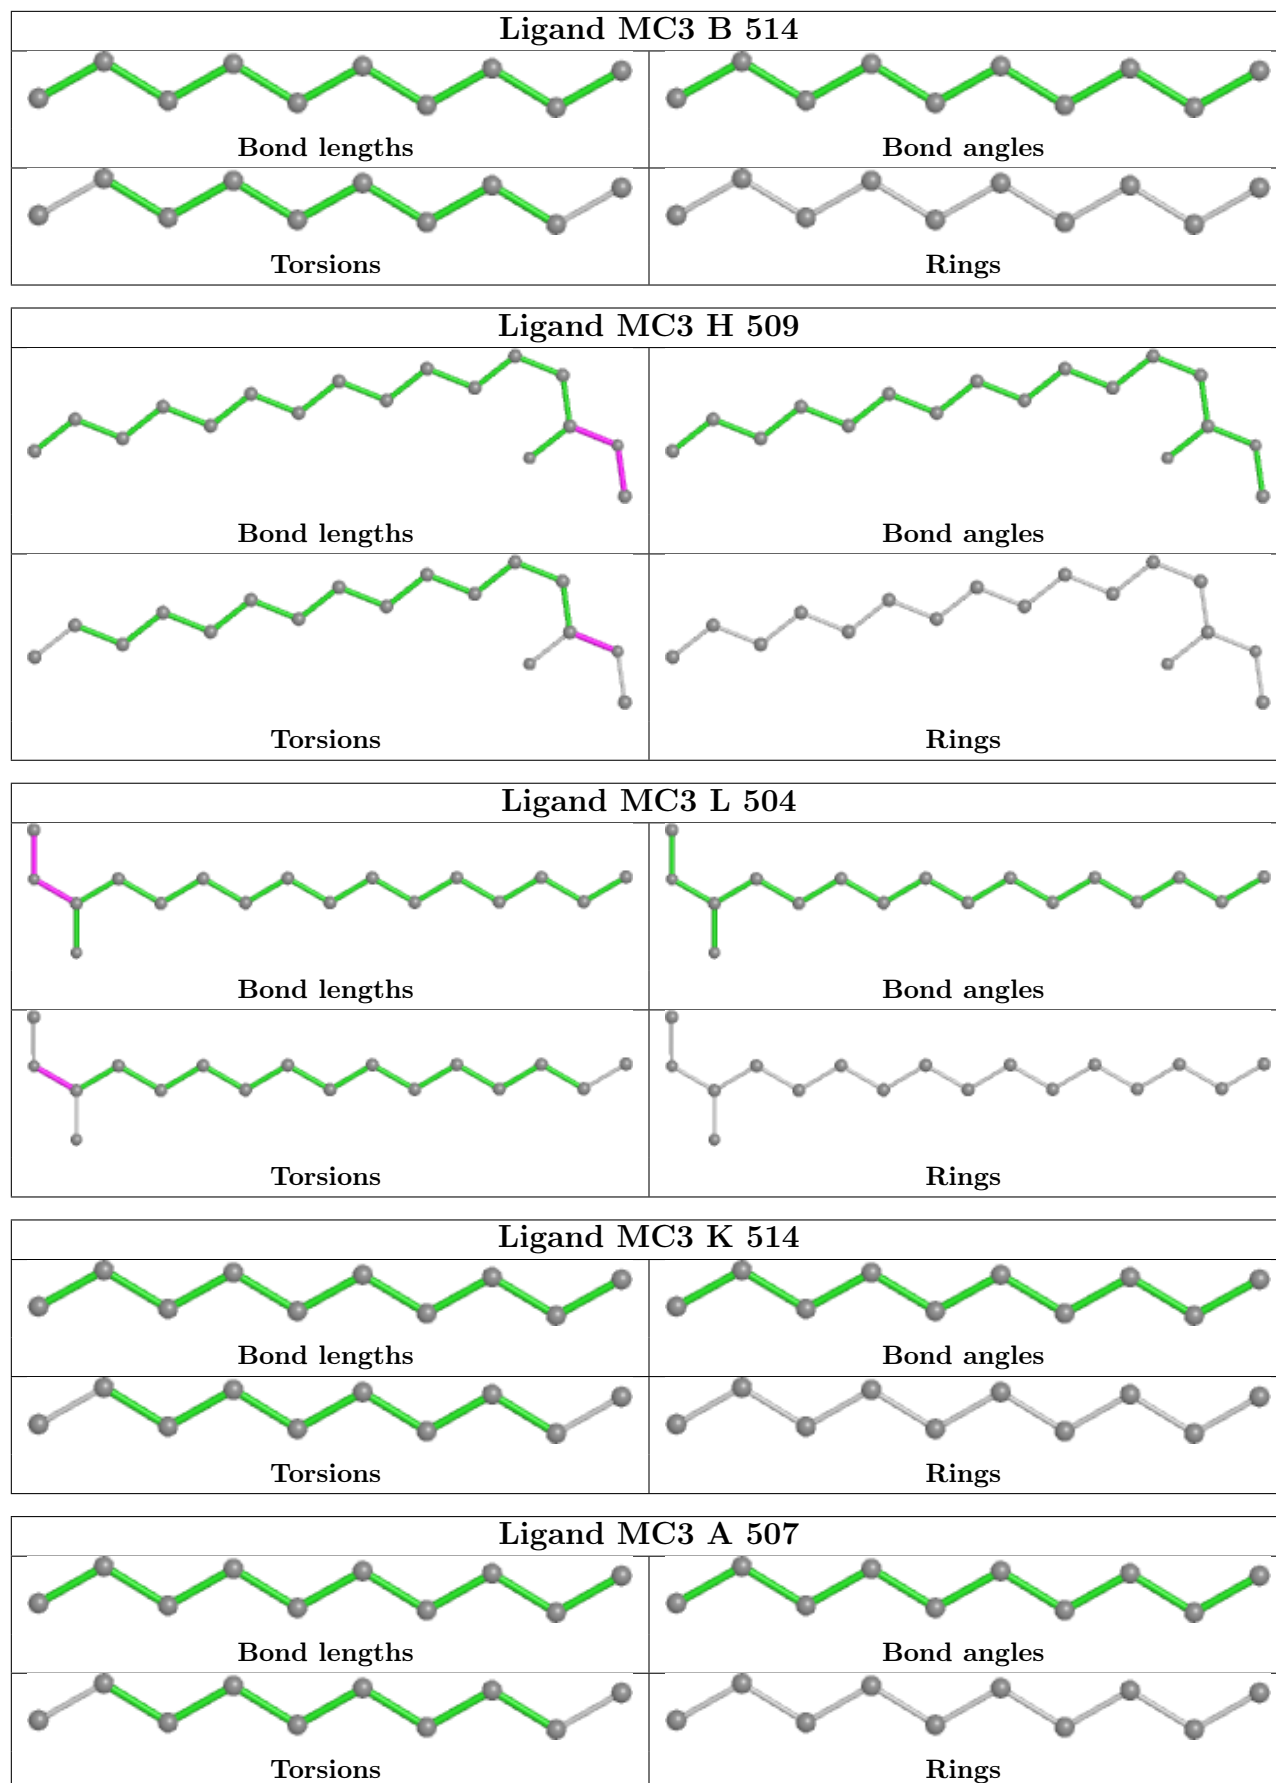 Ligand MC3 B 514
Bond lengths Bond angles
Torsions Rings
Ligand MC3 H 509
Bond lengths Bond angles
Torsions Rings
Ligand MC3 L 504
Bond lengths Bond angles
Torsions Rings
Ligand MC3 K 514
Bond lengths Bond angles
Torsions Rings
Ligand MC3 A 507
Bond lengths Bond angles
Torsions Rings